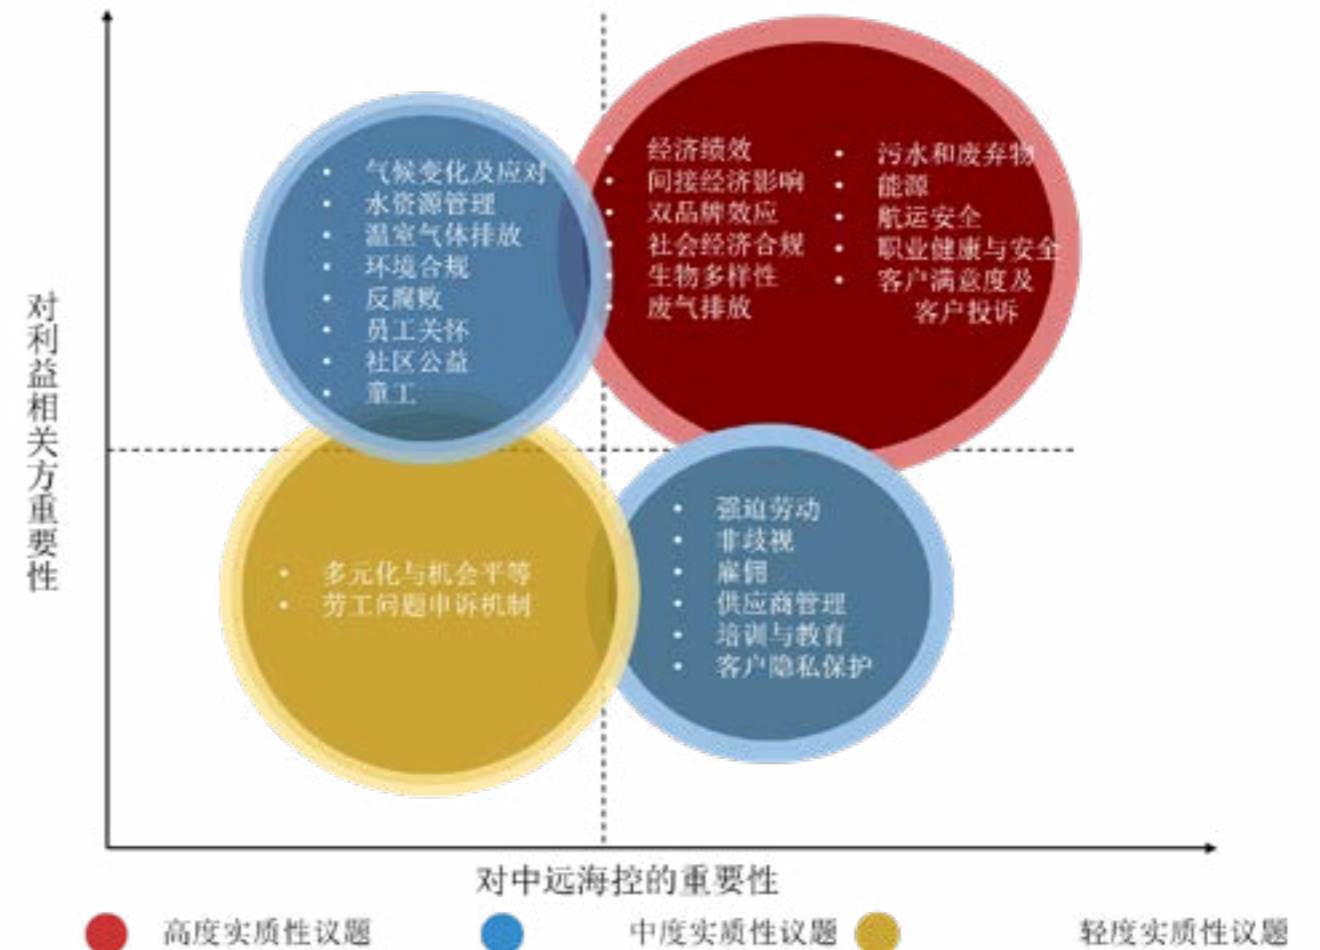 对利益相关方重要性
• 气候变化及应对
• 水资源管理
• 温室气体排放
• 环境合规
• 反腐败
• 员工关怀
• 社区公益
• 童工
• 经济绩效
• 间接经济影响
• 双品牌效应
• 社会经济合规
• 生物多样性
• 废气排放
• 污水和废弃物
• 能源
• 航运安全
• 职业健康与安全
• 客户满意度及
客户投诉
• 多元化与机会平等
• 劳工问题申诉机制
• 强迫劳动
• 非歧视
• 雇佣
• 供应商管理
• 培训与教育
• 客户隐私保护
对中远海控的重要性
高度实质性议题 中度实质性议题 轻度实质性议题